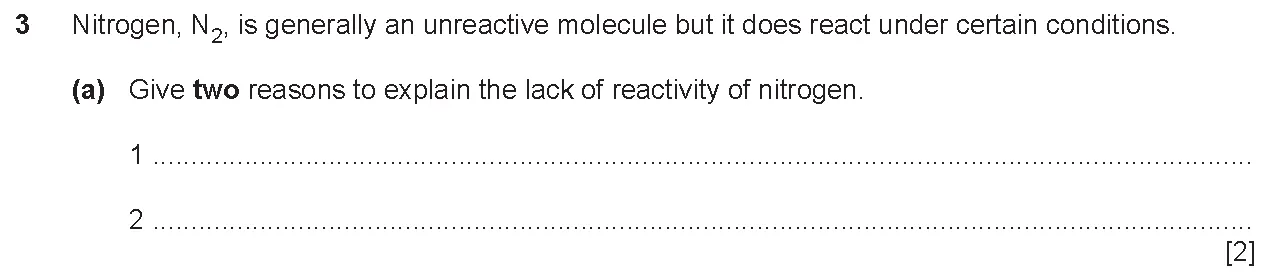 3 Nitrogen, N2, is generally an unreactive molecule but it does react under certain conditions.
(a) Give two reasons to explain the lack of reactivity of nitrogen.
1 ....................................................................................................................................................
2 ....................................................................................................................................................
[2]